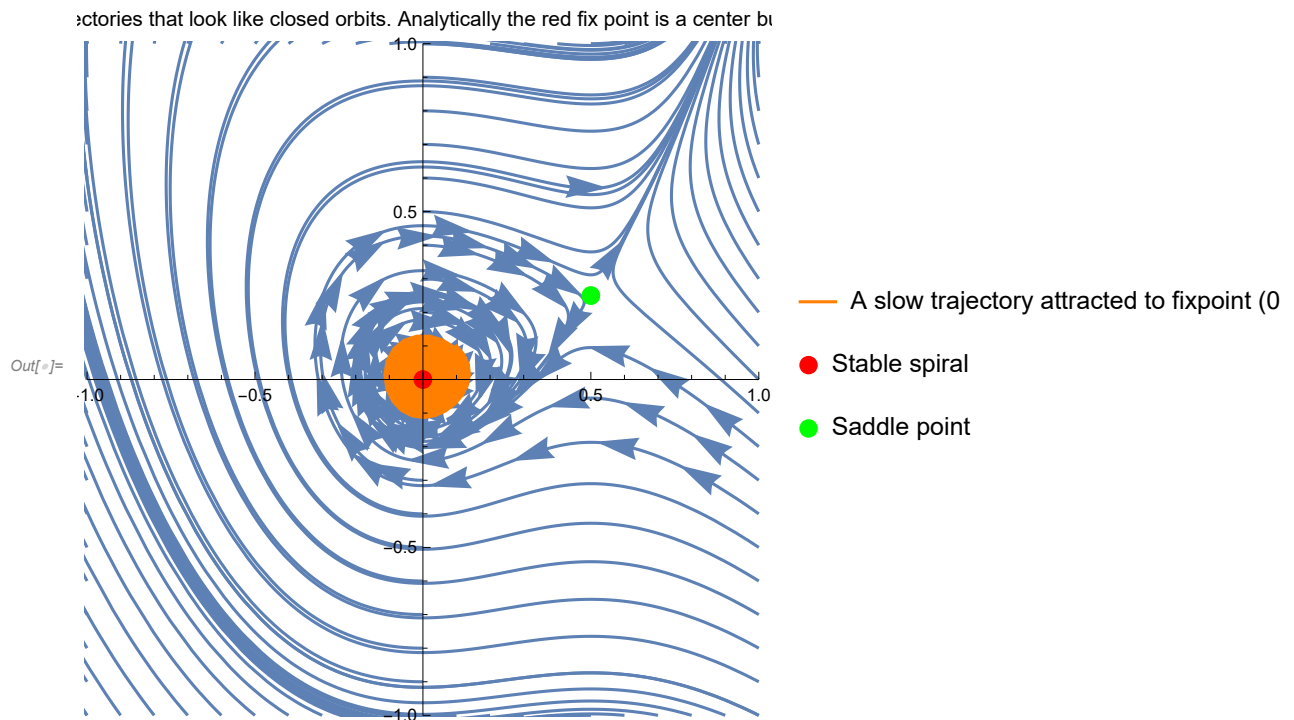 ectories that look like closed orbits. Analytically the red fix point is a center bu
1.0
0.5
Out[•]=
-1.0 −0.5 0.5 1.0
−0.5
−1.0
A slow trajectory attracted to fixpoint (0
Stable spiral
Saddle point